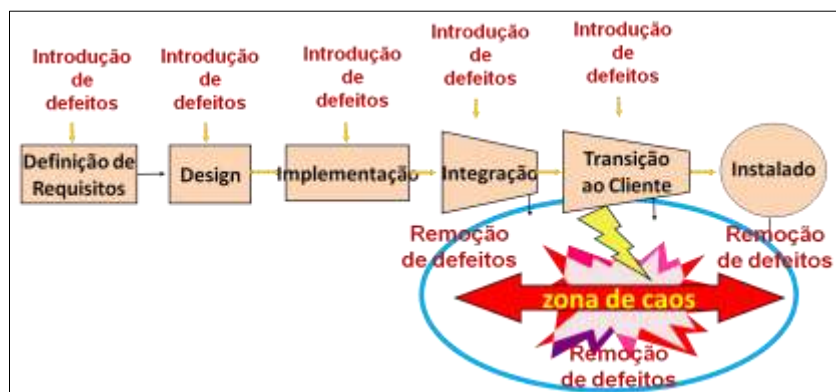 Introdução
de
defeitos
Introdução
de
defeitos
Introdução
de
defeitos
Introdução
de
defeitos
Introdução
de
defeitos
Definição de
Requisitos
Design
Implementação
Integração
Transição
ao Cliente
Instalado
Remoção
de defeitos
Remoção
de defeitos
zona de caos
Remoção
de defeitos